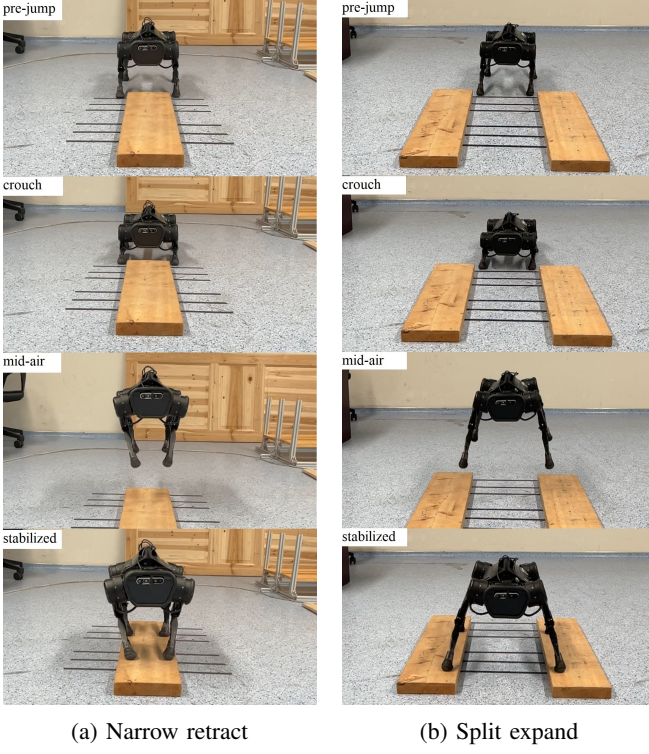 pre-jump
pre-jump
crouch
crouch
mid-air
mid-air
stabilized
stabilized
(a) Narrow retract
(b) Split expand